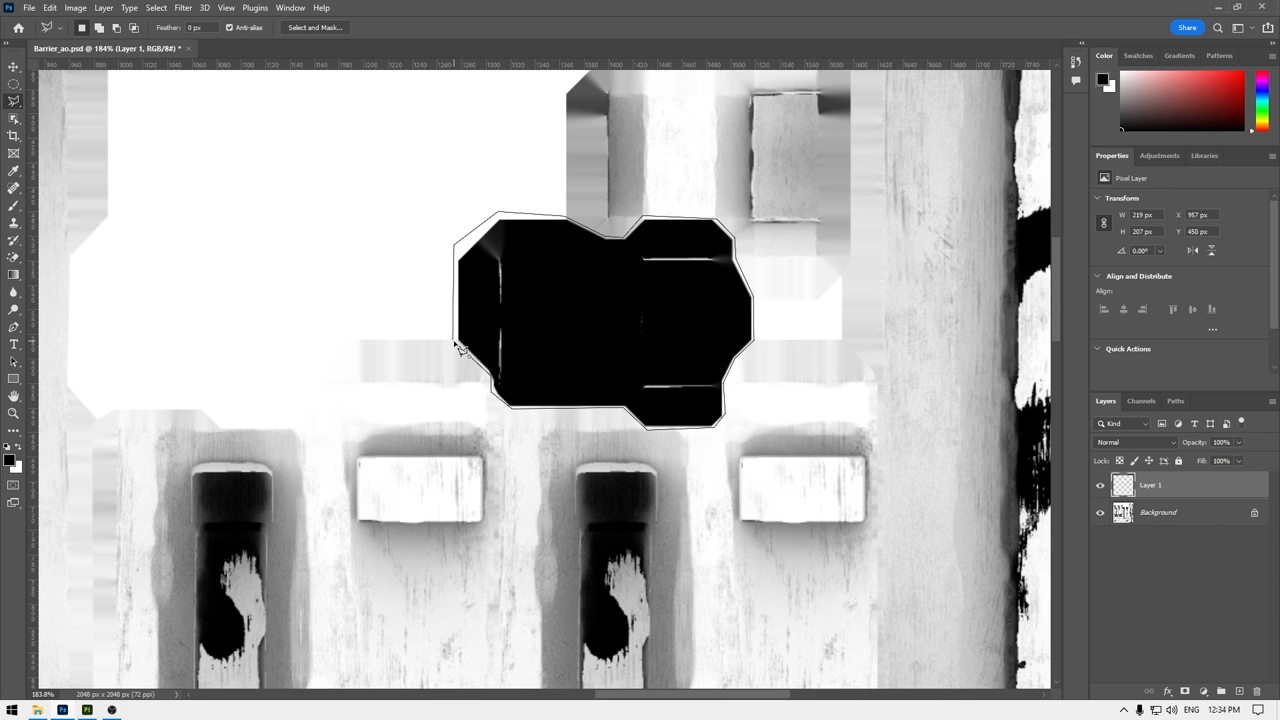 Ps File Edit Image Layer Type Select Filter 3D View Plugins Window Help
Feather: 0 px Anti-alias Select and Mask... Share
Barrier_ao.psd @ 184% (Layer 1, RGB/8#) *
Color Swatches Gradients Patterns
Properties Adjustments Libraries
Pixel Layer
Transform
W 219 px X 957 px
H 207 px Y 450 px
0.00°
Align and Distribute
Align:
Quick Actions
Layers Channels Paths
Kind
Normal Opacity: 100%
Lock: Fill: 100%
Layer 1
Background
183.8% 2048 px x 2048 px (72 ppi)
Ps Pt ENG 12:34 PM